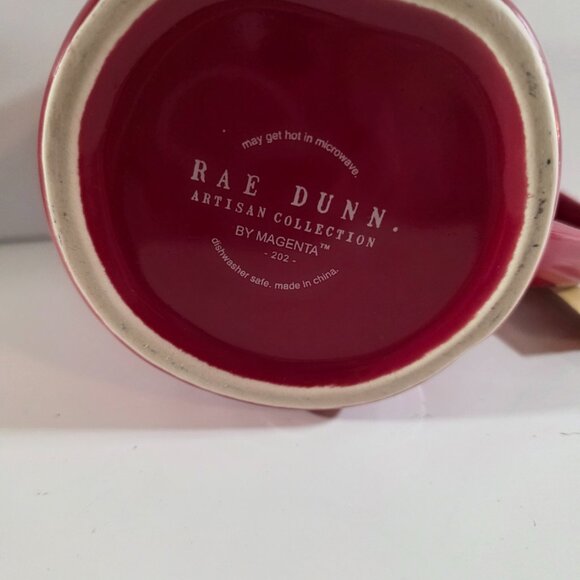 may get hot in microwave.
RAE DUNN.
ARTISAN COLLECTION
BY MAGENTA™
- 202 -
dishwasher safe. made in china.